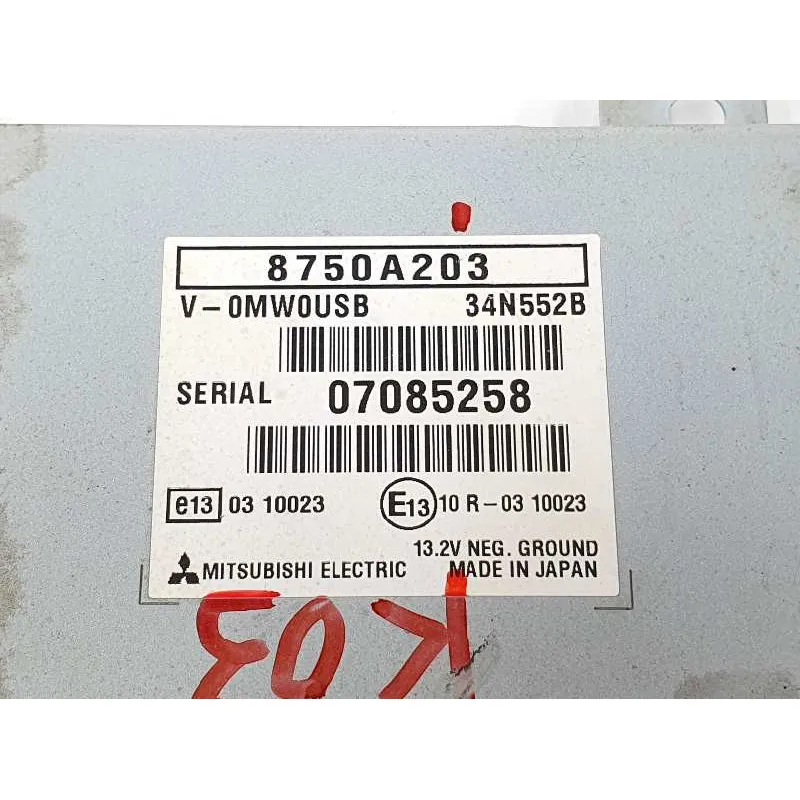 8750A203
V-0MW0USB 34N552B
SERIAL 07085258
e13 03 10023 E13 10 R-03 10023
13.2V NEG. GROUND
MITSUBISHI ELECTRIC MADE IN JAPAN
K03